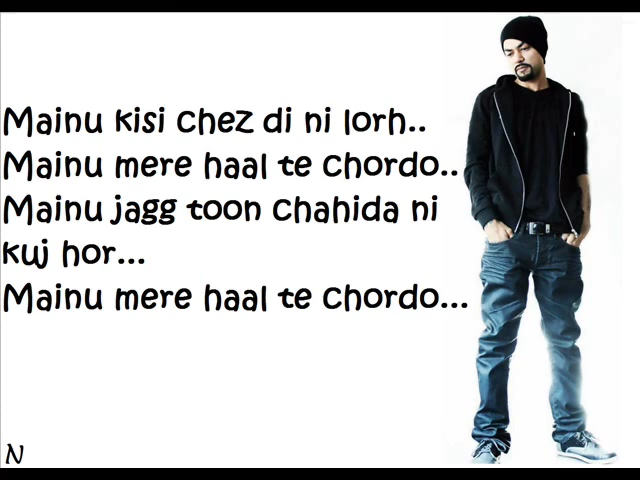 Mainu kisi chez di ni lorh..
Mainu mere haal te chordo..
Mainu jagg toon chahida ni
kuj hor...
Mainu mere haal te chordo...
N